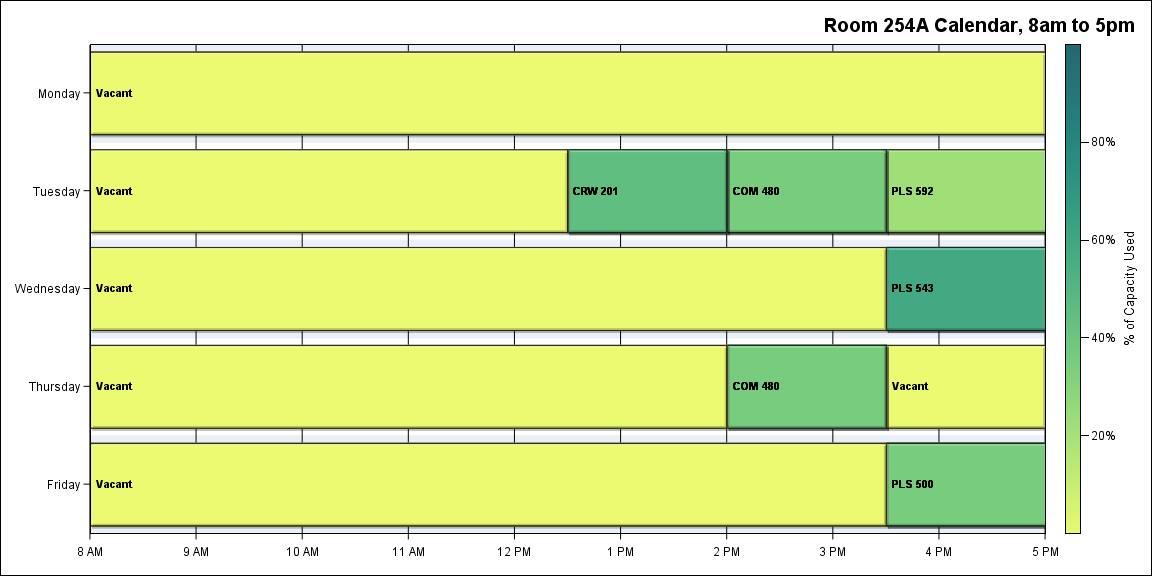 Room 254A Calendar, 8am to 5pm
Monday
Vacant
Tuesday
Vacant
CRW 201
COM 480
PLS 592
Wednesday
Vacant
PLS 543
Thursday
Vacant
COM 480
Vacant
Friday
Vacant
PLS 500
8 AM
9 AM
10 AM
11 AM
12 PM
1 PM
2 PM
3 PM
4 PM
5 PM
80%
60%
40%
20%
% of Capacity Used